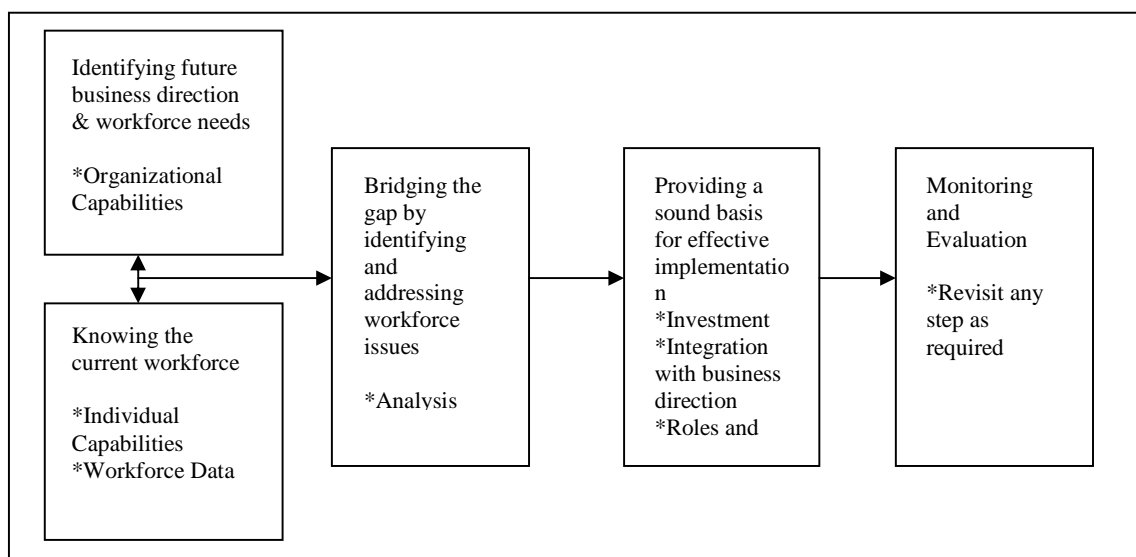 Identifying future
business direction
& workforce needs
*Organizational
Capabilities
Knowing the
current workforce
*Individual
Capabilities
*Workforce Data
Bridging the
gap by
identifying
and
addressing
workforce
issues
*Analysis
Providing a
sound basis
for effective
implementatio
n
*Investment
*Integration
with business
direction
*Roles and
Monitoring
and
Evaluation
*Revisit any
step as
required